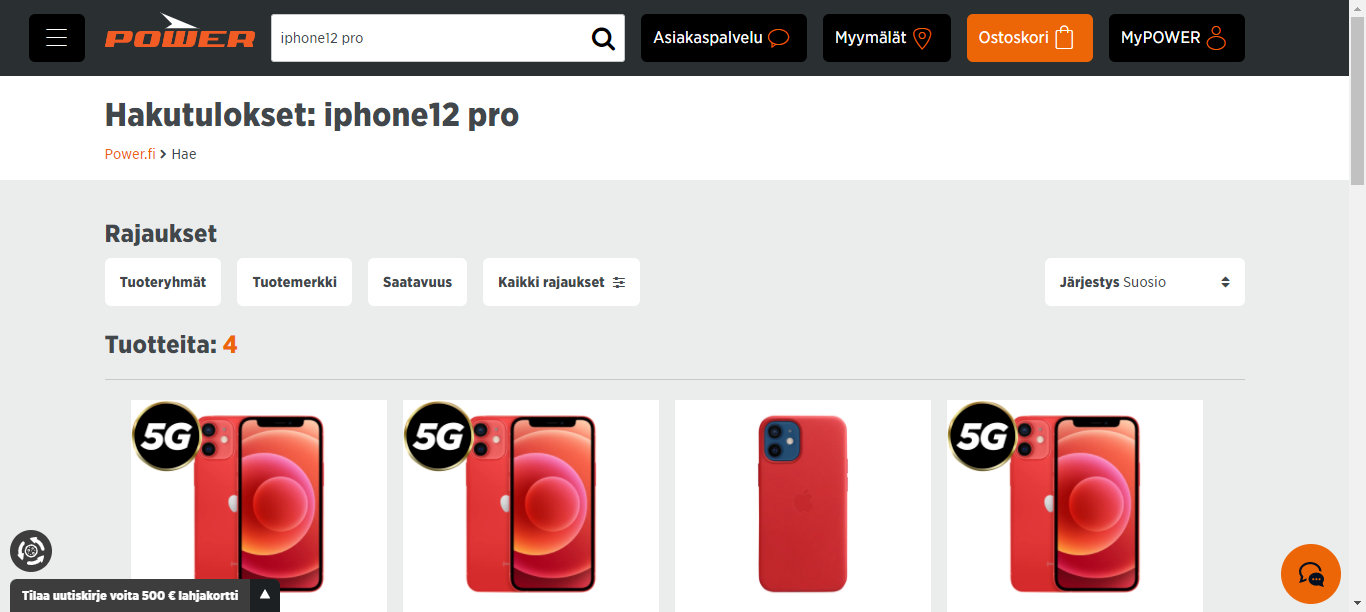 POWER
iphone12 pro
Asiakaspalvelu
Myymälät
Ostoskori
MyPOWER
Hakutulokset: iphone12 pro
Power.fi > Hae
Rajaukset
Tuoteryhmät
Tuotemerkki
Saatavuus
Kaikki rajaukset
Järjestys Suosio
Tuotteita: 4
5G
5G
5G
Tilaa uutiskirje voita 500 € lahjakortti